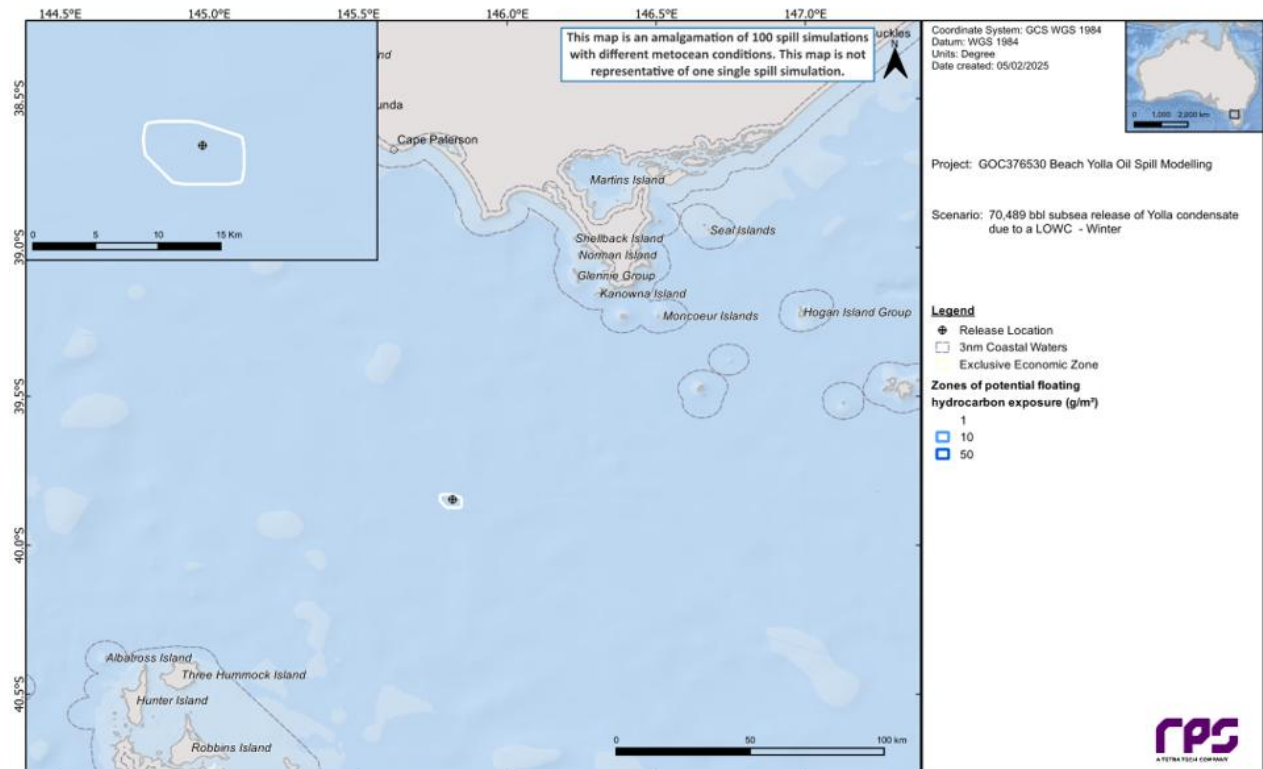 144.5°E 145.0°E 145.5°E 146.0°E 146.5°E 147.0°E
This map is an amalgamation of 100 spill simulations
with different metocean conditions. This map is not
representative of one single spill simulation.
uckles
N
nd
unda
Cape Paterson
38.5°S
39.0°S
39.5°S
40.0°S
40.5°S
0 5 10 15 Km
Martins Island
Seal Islands
Shellback Island
Norman Island
Glennie Group
Kanowna Island
Moncoeur Islands
Hogan Island Group
Albatross Island
Three Hummock Island
Hunter Island
Robbins Island
0 50 100 km
Coordinate System: GCS WGS 1984
Datum: WGS 1984
Units: Degree
Date created: 05/02/2025
0 1,000 2,000 km
Project: GOC376530 Beach Yolla Oil Spill Modelling
Scenario: 70,489 bbl subsea release of Yolla condensate
due to a LOWC - Winter
Legend
Release Location
3nm Coastal Waters
Exclusive Economic Zone
Zones of potential floating
hydrocarbon exposure (g/m²)
1
10
50
rps
A TETRA TECH COMPANY